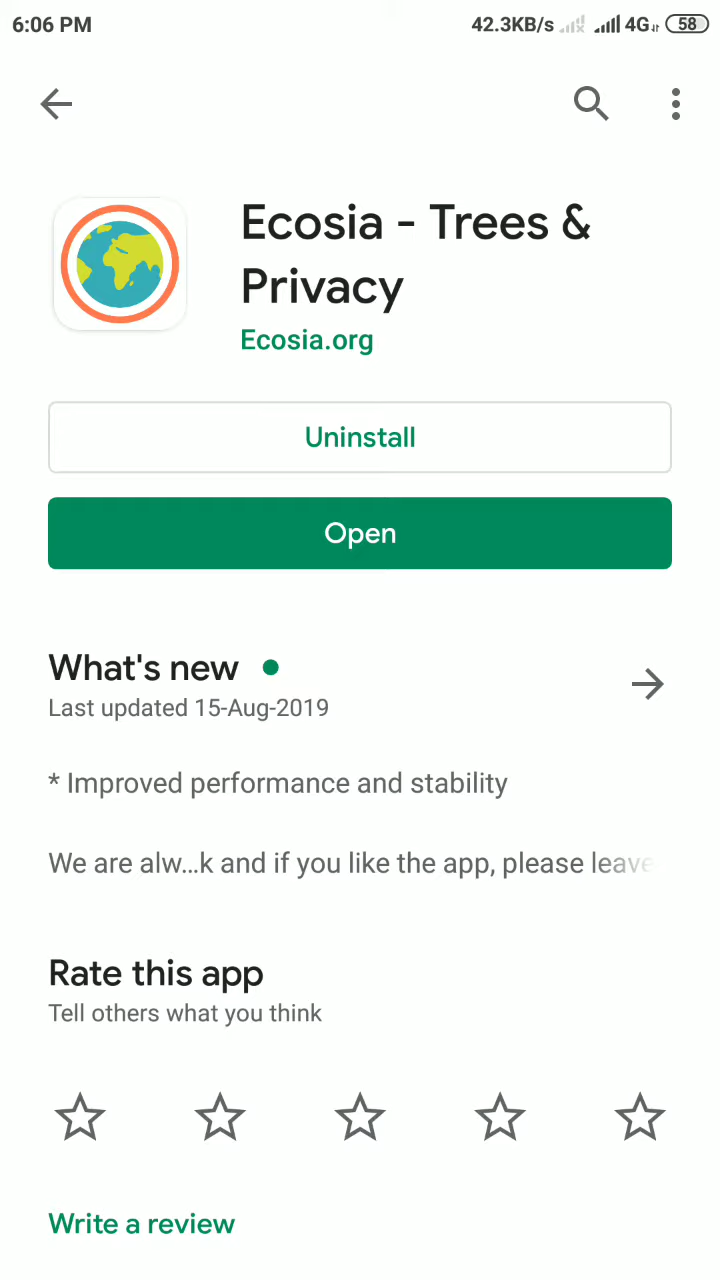 6:06 PM 42.3KB/s 4G 58
Ecosia - Trees &
Privacy
Ecosia.org
Uninstall
Open
What's new
Last updated 15-Aug-2019
* Improved performance and stability
We are alw...k and if you like the app, please leave
Rate this app
Tell others what you think
Write a review